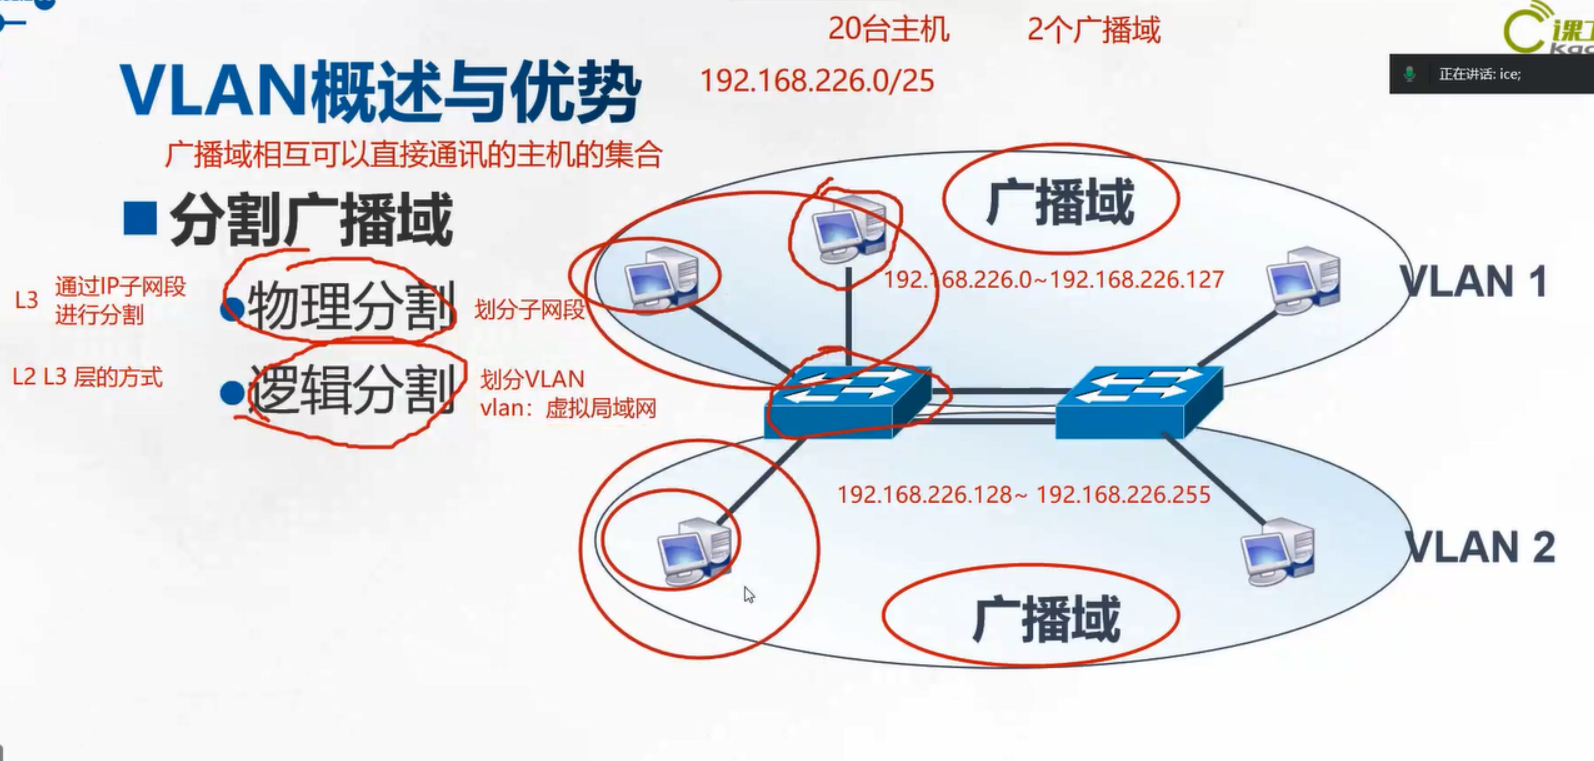 20台主机
2个广播域
VLAN概述与优势
192.168.226.0/25
正在讲话: ice;
广播域相互可以直接通讯的主机的集合
■ 分割广播域
广播域
L3
通过IP子网段
进行分割
•物理分割
划分子网段
192.168.226.0~192.168.226.127
VLAN 1
L2 L3 层的方式
•逻辑分割
划分VLAN
vlan：虚拟局域网
192.168.226.128~ 192.168.226.255
VLAN 2
广播域